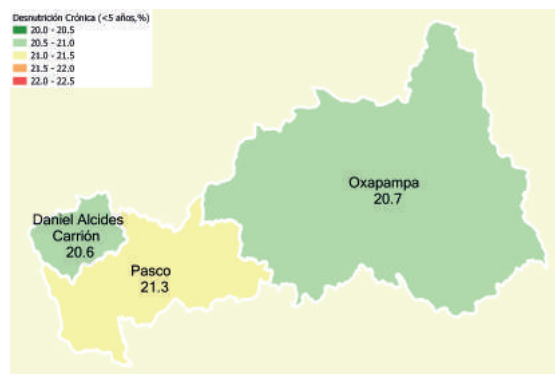 Desnutrición Crónica (<5 años,%)
20.0 - 20.5
20.5 - 21.0
21.0 - 21.5
21.5 - 22.0
22.0 - 22.5
Oxapampa
20.7
Daniel Alcides
Carrión
20.6
Pasco
21.3